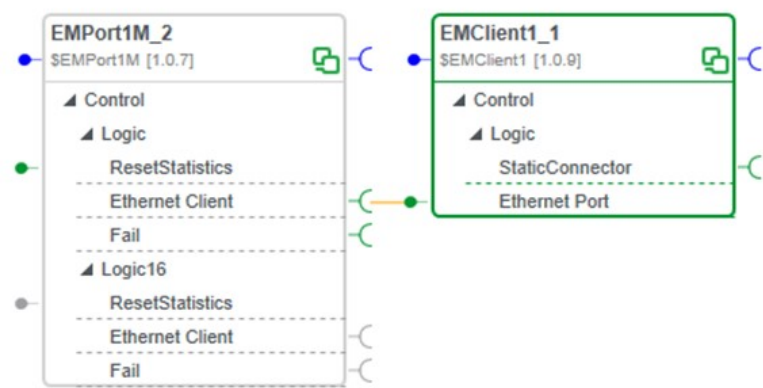 EMPort1M_2
$EMPort1M [1.0.7]
Control
Logic
ResetStatistics
Ethernet Client
Fail
Logic16
ResetStatistics
Ethernet Client
Fail
EMClient1_1
$EMClient1 [1.0.9]
Control
Logic
StaticConnector
Ethernet Port